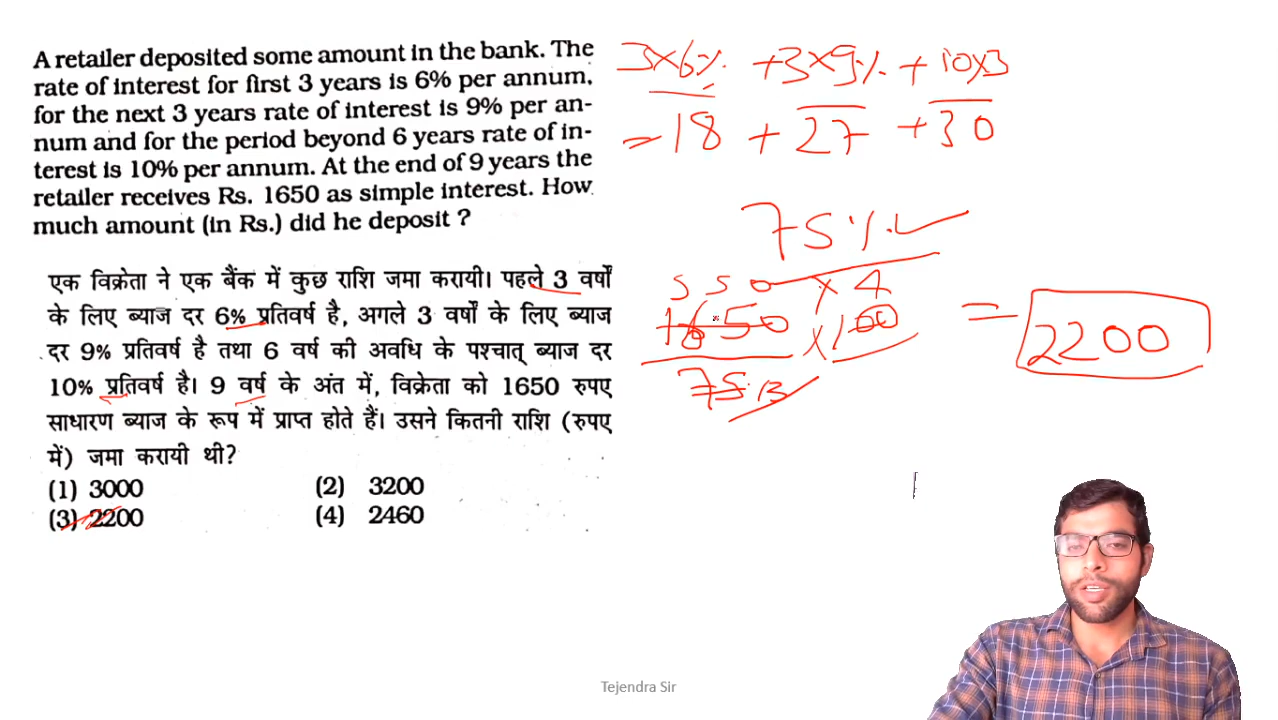 A retailer deposited some amount in the bank. The
rate of interest for first 3 years is 6% per annum,
for the next 3 years rate of interest is 9% per an-
num and for the period beyond 6 years rate of in-
terest is 10% per annum. At the end of 9 years the
retailer receives Rs. 1650 as simple interest. How
much amount (in Rs.) did he deposit ?
एक विक्रेता ने एक बैंक में कुछ राशि जमा करायी। पहले 3 वर्षों
के लिए ब्याज दर 6% प्रतिवर्ष है, अगले 3 वर्षों के लिए ब्याज
दर 9% प्रतिवर्ष है तथा 6 वर्ष की अवधि के पश्चात् ब्याज दर
10% प्रतिवर्ष है। 9 वर्ष के अंत में, विक्रेता को 1650 रुपए
साधारण ब्याज के रूप में प्राप्त होते हैं। उसने कितनी राशि (रुपए
में) जमा करायी थी?
(1) 3000 (2) 3200
(3) 2200 (4) 2460
3×6% +3×9% + 10×3
= 18 + 27 + 30
75%
550 × 4
1650 × 100 = 2200
75
Tejendra Sir